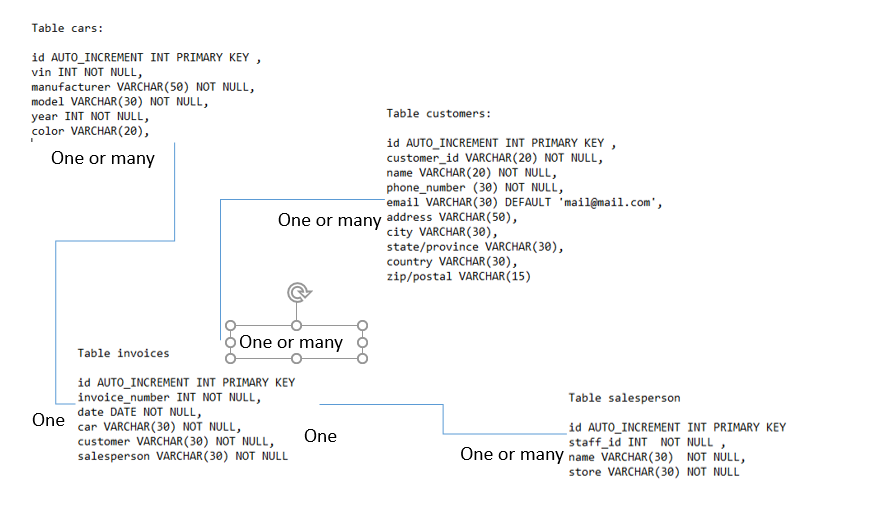 Table cars:
id AUTO_INCREMENT INT PRIMARY KEY ,
vin INT NOT NULL,
manufacturer VARCHAR(50) NOT NULL,
model VARCHAR(30) NOT NULL,
year INT NOT NULL,
color VARCHAR(20),
One or many
Table customers:
id AUTO_INCREMENT INT PRIMARY KEY ,
customer_id VARCHAR(20) NOT NULL,
name VARCHAR(20) NOT NULL,
phone_number (30) NOT NULL,
email VARCHAR(30) DEFAULT 'mail@mail.com',
address VARCHAR(50),
city VARCHAR(30),
state/province VARCHAR(30),
country VARCHAR(30),
zip/postal VARCHAR(15)
One or many
One or many
Table invoices
id AUTO_INCREMENT INT PRIMARY KEY
invoice_number INT NOT NULL,
date DATE NOT NULL,
car VARCHAR(30) NOT NULL,
customer VARCHAR(30) NOT NULL,
salesperson VARCHAR(30) NOT NULL
One
One
Table salesperson
id AUTO_INCREMENT INT PRIMARY KEY
staff_id INT  NOT NULL ,
name VARCHAR(30)  NOT NULL,
store VARCHAR(30) NOT NULL
One or many